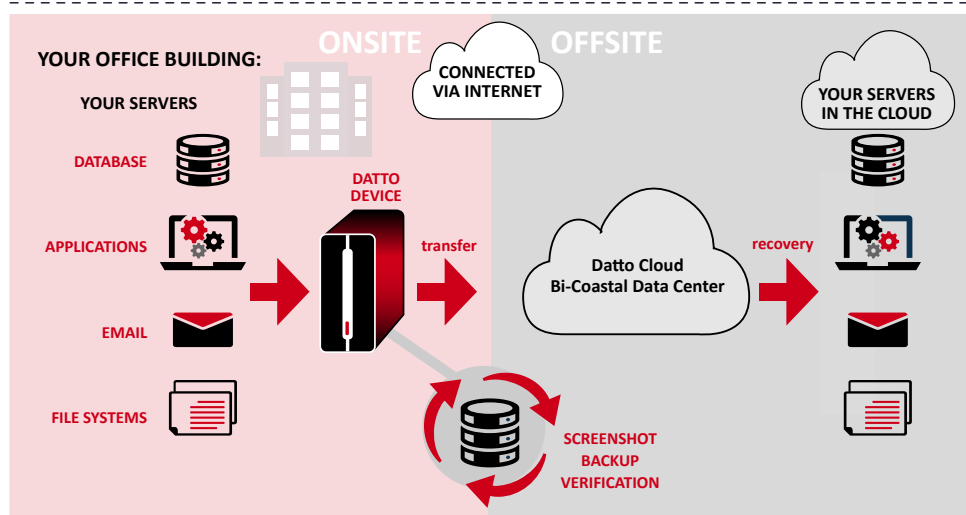 ONSITE
OFFSITE
YOUR OFFICE BUILDING:
CONNECTED
VIA INTERNET
YOUR SERVERS
YOUR SERVERS
IN THE CLOUD
DATABASE
DATTO
DEVICE
APPLICATIONS
transfer
recovery
Datto Cloud
Bi-Coastal Data Center
EMAIL
FILE SYSTEMS
SCREENSHOT
BACKUP
VERIFICATION